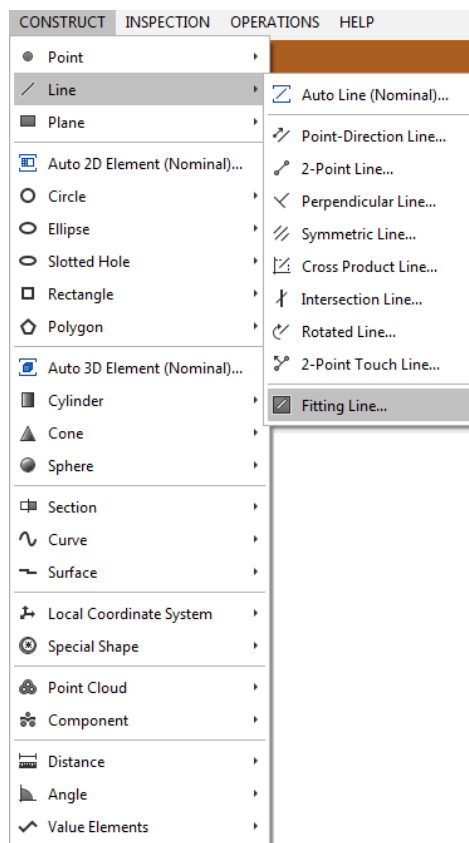 CONSTRUCT INSPECTION OPERATIONS HELP
Point
Line
Plane
Auto 2D Element (Nominal)...
Circle
Ellipse
Slotted Hole
Rectangle
Polygon
Auto 3D Element (Nominal)...
Cylinder
Cone
Sphere
Section
Curve
Surface
Local Coordinate System
Special Shape
Point Cloud
Component
Distance
Angle
Value Elements
Auto Line (Nominal)...
Point-Direction Line...
2-Point Line...
Perpendicular Line...
Symmetric Line...
Cross Product Line...
Intersection Line...
Rotated Line...
2-Point Touch Line...
Fitting Line...